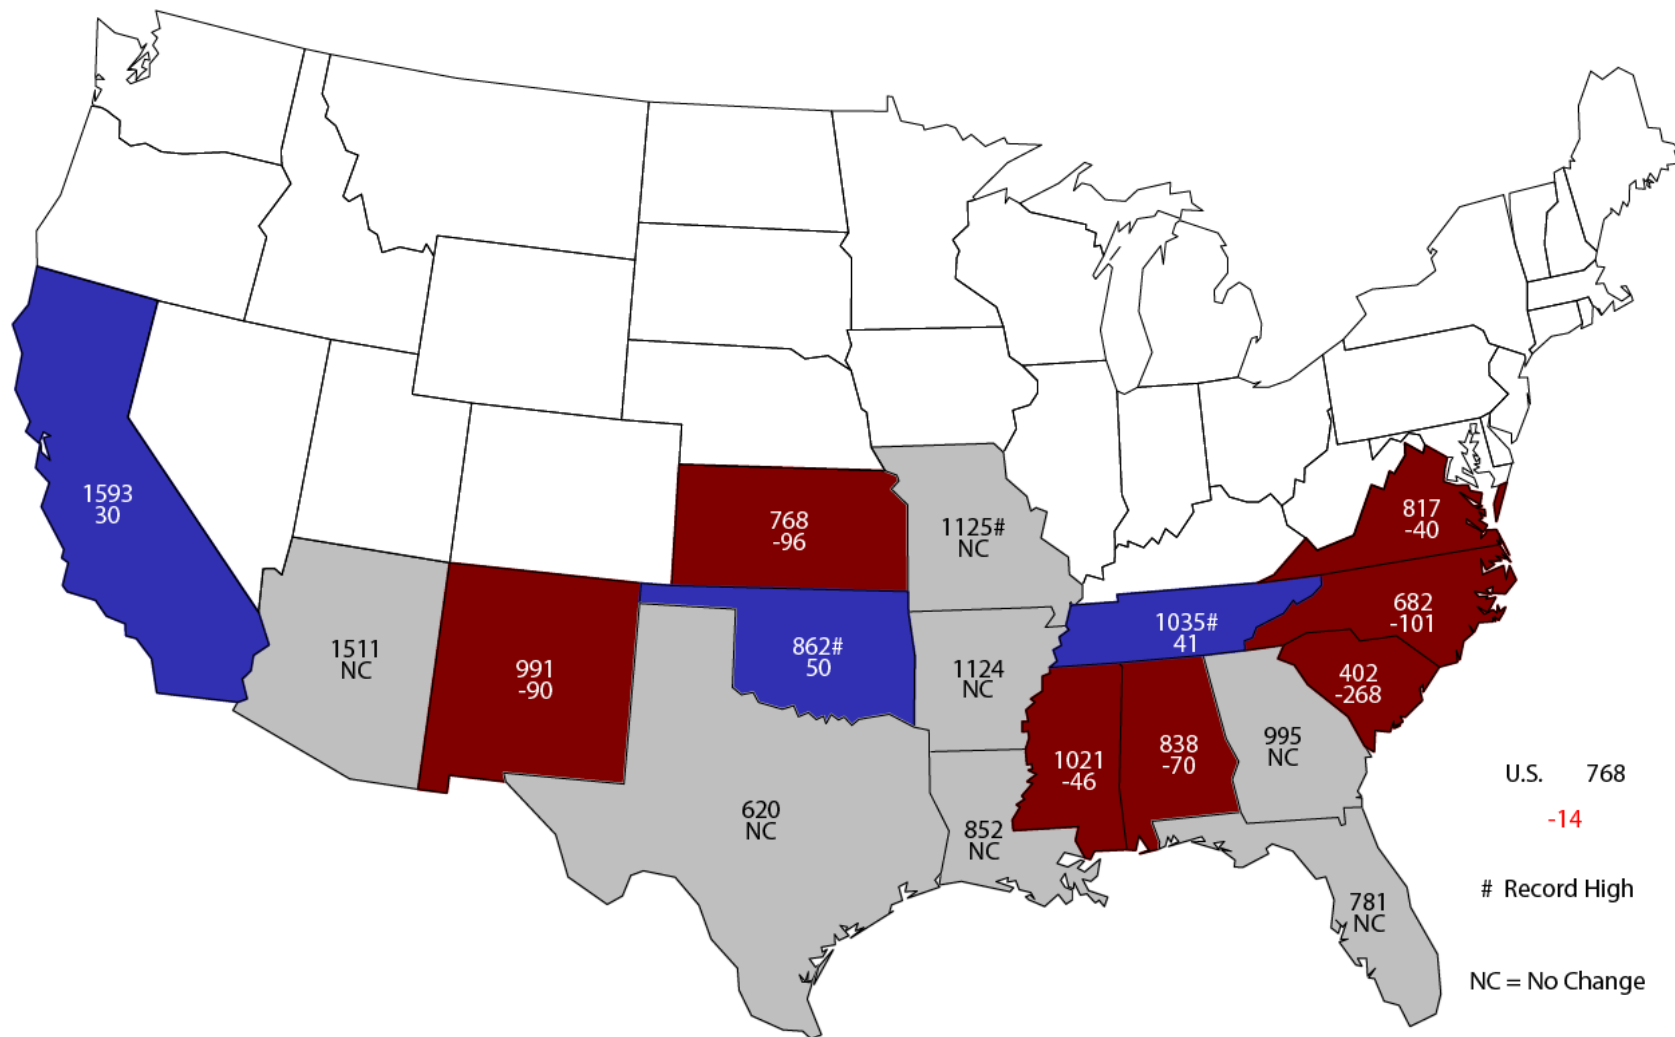 1593
30
1511
NC
991
-90
768
-96
862#
50
620
NC
1125#
NC
1124
NC
852
NC
1035#
41
1021
-46
838
-70
995
NC
781
NC
817
-40
682
-101
402
-268
U.S. 768
-14
# Record High
NC = No Change